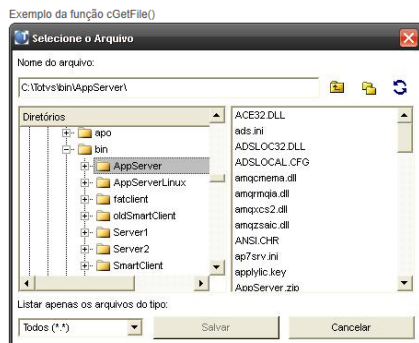 Exemplo da função cGetFile()
Selecione o Arquivo
Nome do arquivo:
C:\Totvs\bin\AppServer\
Diretórios
apo
bin
AppServer
AppServerLinux
fatclient
oldSmartClient
Server1
Server2
SmartClient
ACE32.DLL
ads.ini
ADSLOC32.DLL
ADSLOCAL.CFG
amqcmema.dll
amqrmqia.dll
amqxcs2.dll
amqzsaic.dll
ANSI.CHR
ap7srv.ini
applylic.key
AppServer.zip
Listar apenas os arquivos do tipo:
Todos (*.*)
Salvar
Cancelar